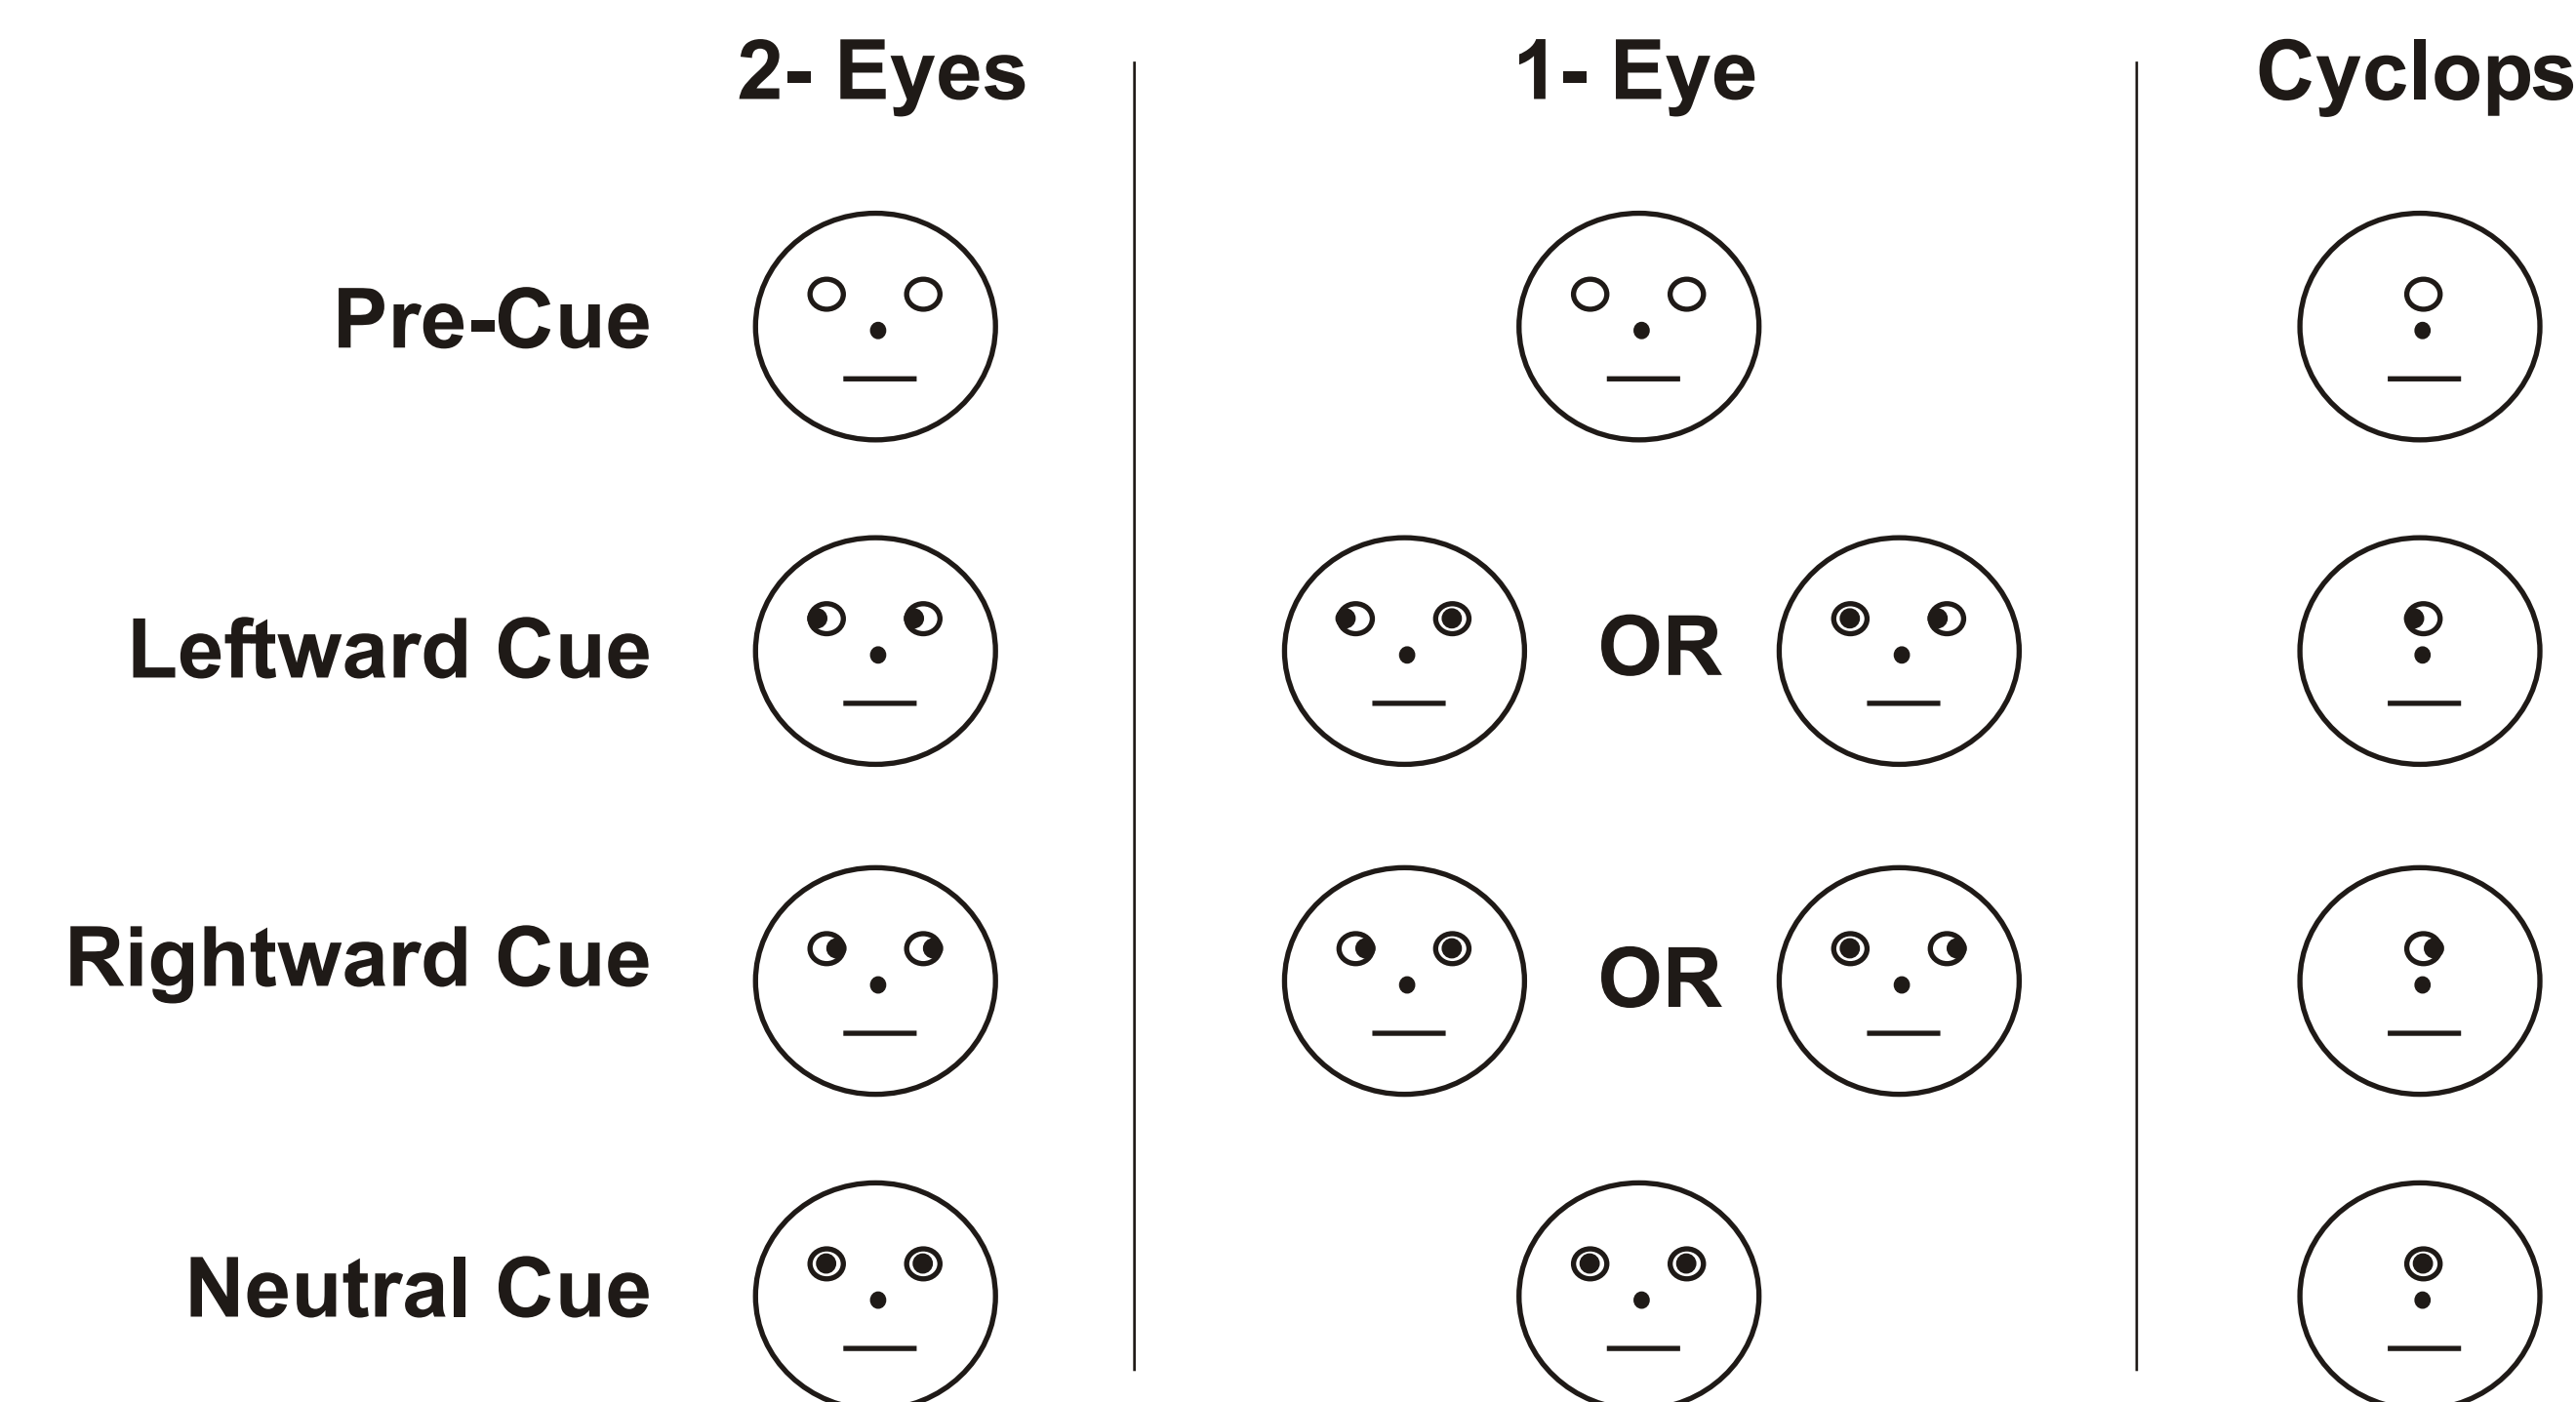 2- Eyes 1- Eye Cyclops
Pre-Cue
Leftward Cue OR
Rightward Cue OR
Neutral Cue